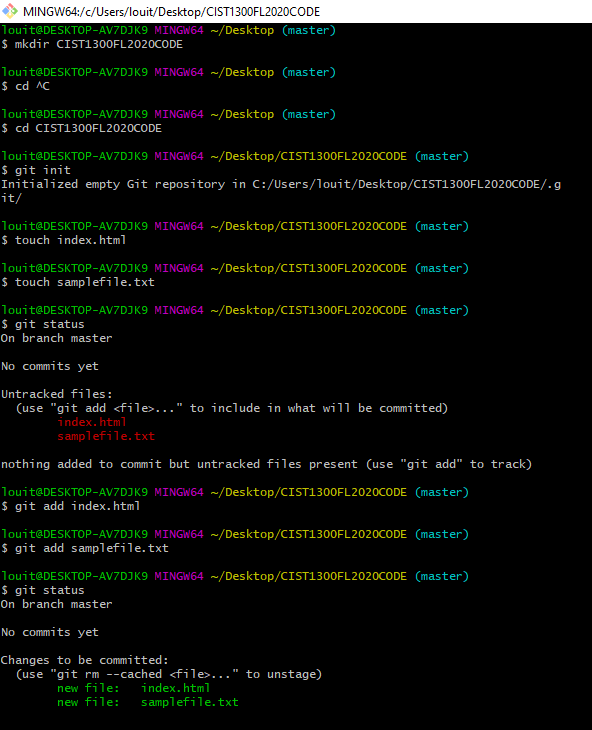 MINGW64:/c/Users/louit/Desktop/CIST1300FL2020CODE
louit@DESKTOP-AV7DJK9 MINGW64 ~/Desktop (master)
$ mkdir CIST1300FL2020CODE
louit@DESKTOP-AV7DJK9 MINGW64 ~/Desktop (master)
$ cd ^C
louit@DESKTOP-AV7DJK9 MINGW64 ~/Desktop (master)
$ cd CIST1300FL2020CODE
louit@DESKTOP-AV7DJK9 MINGW64 ~/Desktop/CIST1300FL2020CODE (master)
$ git init
Initialized empty Git repository in C:/Users/louit/Desktop/CIST1300FL2020CODE/.g
it/
louit@DESKTOP-AV7DJK9 MINGW64 ~/Desktop/CIST1300FL2020CODE (master)
$ touch index.html
louit@DESKTOP-AV7DJK9 MINGW64 ~/Desktop/CIST1300FL2020CODE (master)
$ touch samplefile.txt
louit@DESKTOP-AV7DJK9 MINGW64 ~/Desktop/CIST1300FL2020CODE (master)
$ git status
On branch master
No commits yet
Untracked files:
  (use "git add <file>..." to include in what will be committed)
        index.html
        samplefile.txt
nothing added to commit but untracked files present (use "git add" to track)
louit@DESKTOP-AV7DJK9 MINGW64 ~/Desktop/CIST1300FL2020CODE (master)
$ git add index.html
louit@DESKTOP-AV7DJK9 MINGW64 ~/Desktop/CIST1300FL2020CODE (master)
$ git add samplefile.txt
louit@DESKTOP-AV7DJK9 MINGW64 ~/Desktop/CIST1300FL2020CODE (master)
$ git status
On branch master
No commits yet
Changes to be committed:
  (use "git rm --cached <file>..." to unstage)
        new file:   index.html
        new file:   samplefile.txt